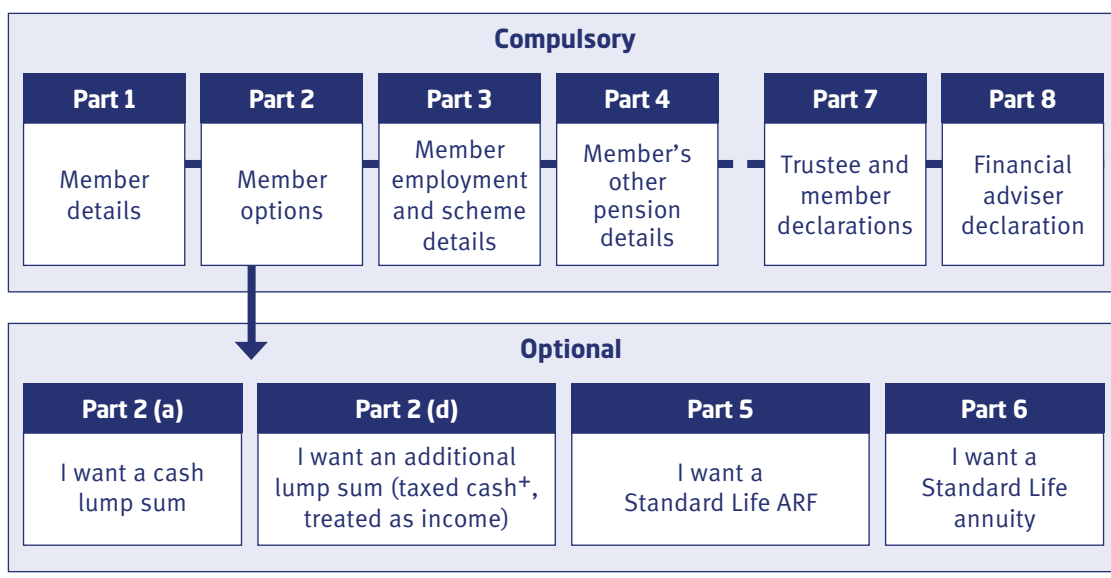 Compulsory
Part 1
Member
details
Part 2
Member
options
Part 3
Member
employment
and scheme
details
Part 4
Member’s
other
pension
details
Part 7
Trustee and
member
declarations
Part 8
Financial
adviser
declaration
Optional
Part 2 (a)
I want a cash
lump sum
Part 2 (d)
I want an additional
lump sum (taxed cash⁺,
treated as income)
Part 5
I want a
Standard Life ARF
Part 6
I want a
Standard Life
annuity